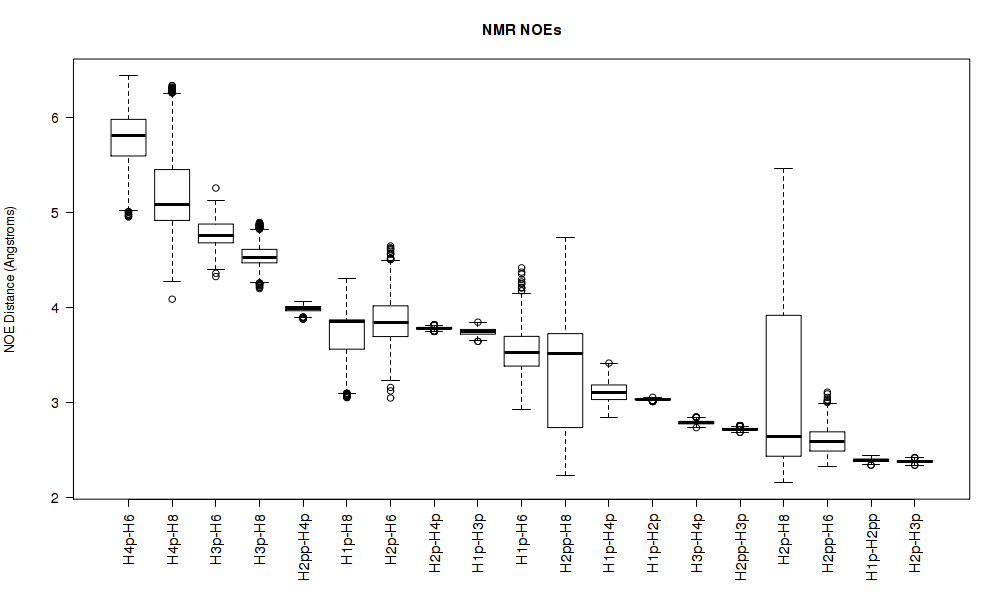 NMR NOEs
NOE Distance (Angstroms)
6
5
4
3
2
H4p-H6
H4p-H8
H3p-H6
H3p-H8
H2pp-H4p
H1p-H8
H2p-H6
H2p-H4p
H1p-H3p
H1p-H6
H2pp-H8
H1p-H4p
H1p-H2p
H3p-H4p
H2pp-H3p
H2p-H8
H2pp-H6
H1p-H2pp
H2p-H3p